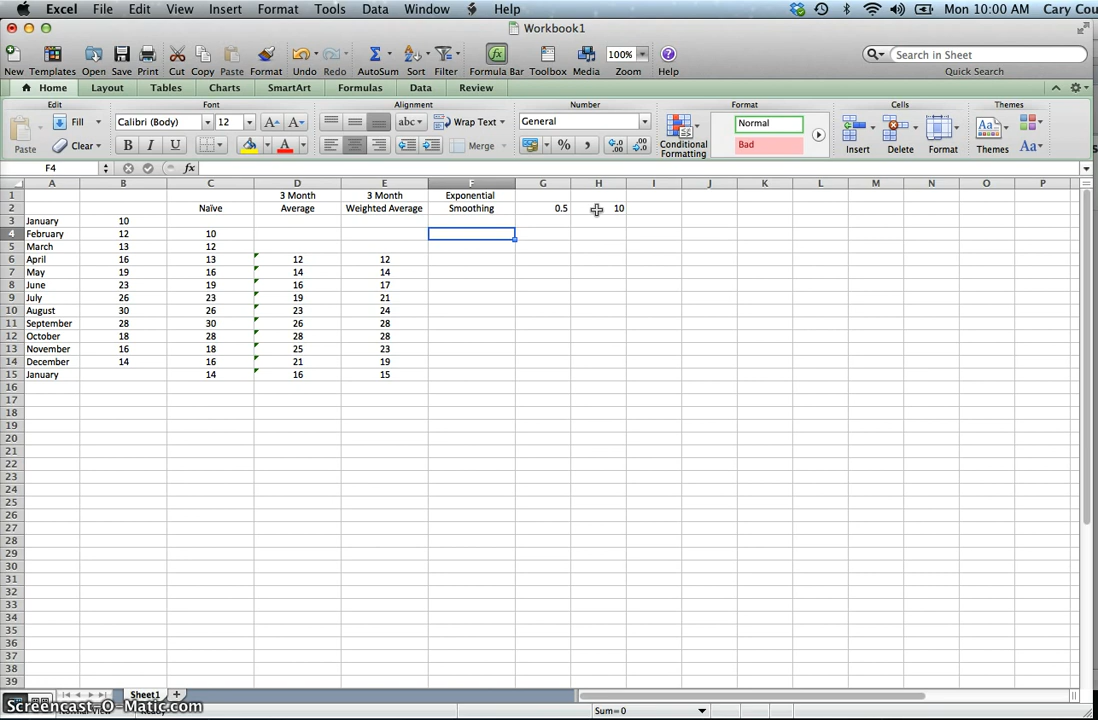 Excel File Edit View Insert Format Tools Data Window Help Mon 10:00 AM Cary Cou
Workbook1
100% Search in Sheet
New Templates Open Save Print Cut Copy Paste Format Undo Redo AutoSum Sort Filter Formula Bar Toolbox Media Zoom Help Quick Search
Home Layout Tables Charts SmartArt Formulas Data Review
Edit Font Alignment Number Format Cells Themes
Fill Calibri (Body) 12 A A abc Wrap Text General Normal
Paste Clear B I U A Merge % Conditional Formatting Bad Insert Delete Format Themes Aa
F4 fx
A B C D E F G H I J K L M N O P
1 3 Month 3 Month Exponential
2 Naïve Average Weighted Average Smoothing 0.5 10
3 January 10
4 February 12 10
5 March 13 12
6 April 16 13 12 12
7 May 19 16 14 14
8 June 23 19 16 17
9 July 26 23 19 21
10 August 30 26 23 24
11 September 28 30 26 28
12 October 18 28 28 28
13 November 16 18 25 23
14 December 14 16 21 19
15 January 14 16 15
16
17
18
19
20
21
22
23
24
25
26
27
28
29
30
31
32
33
34
35
36
37
38
39
Sheet1
Screencast-O-Matic.com
Sum=0